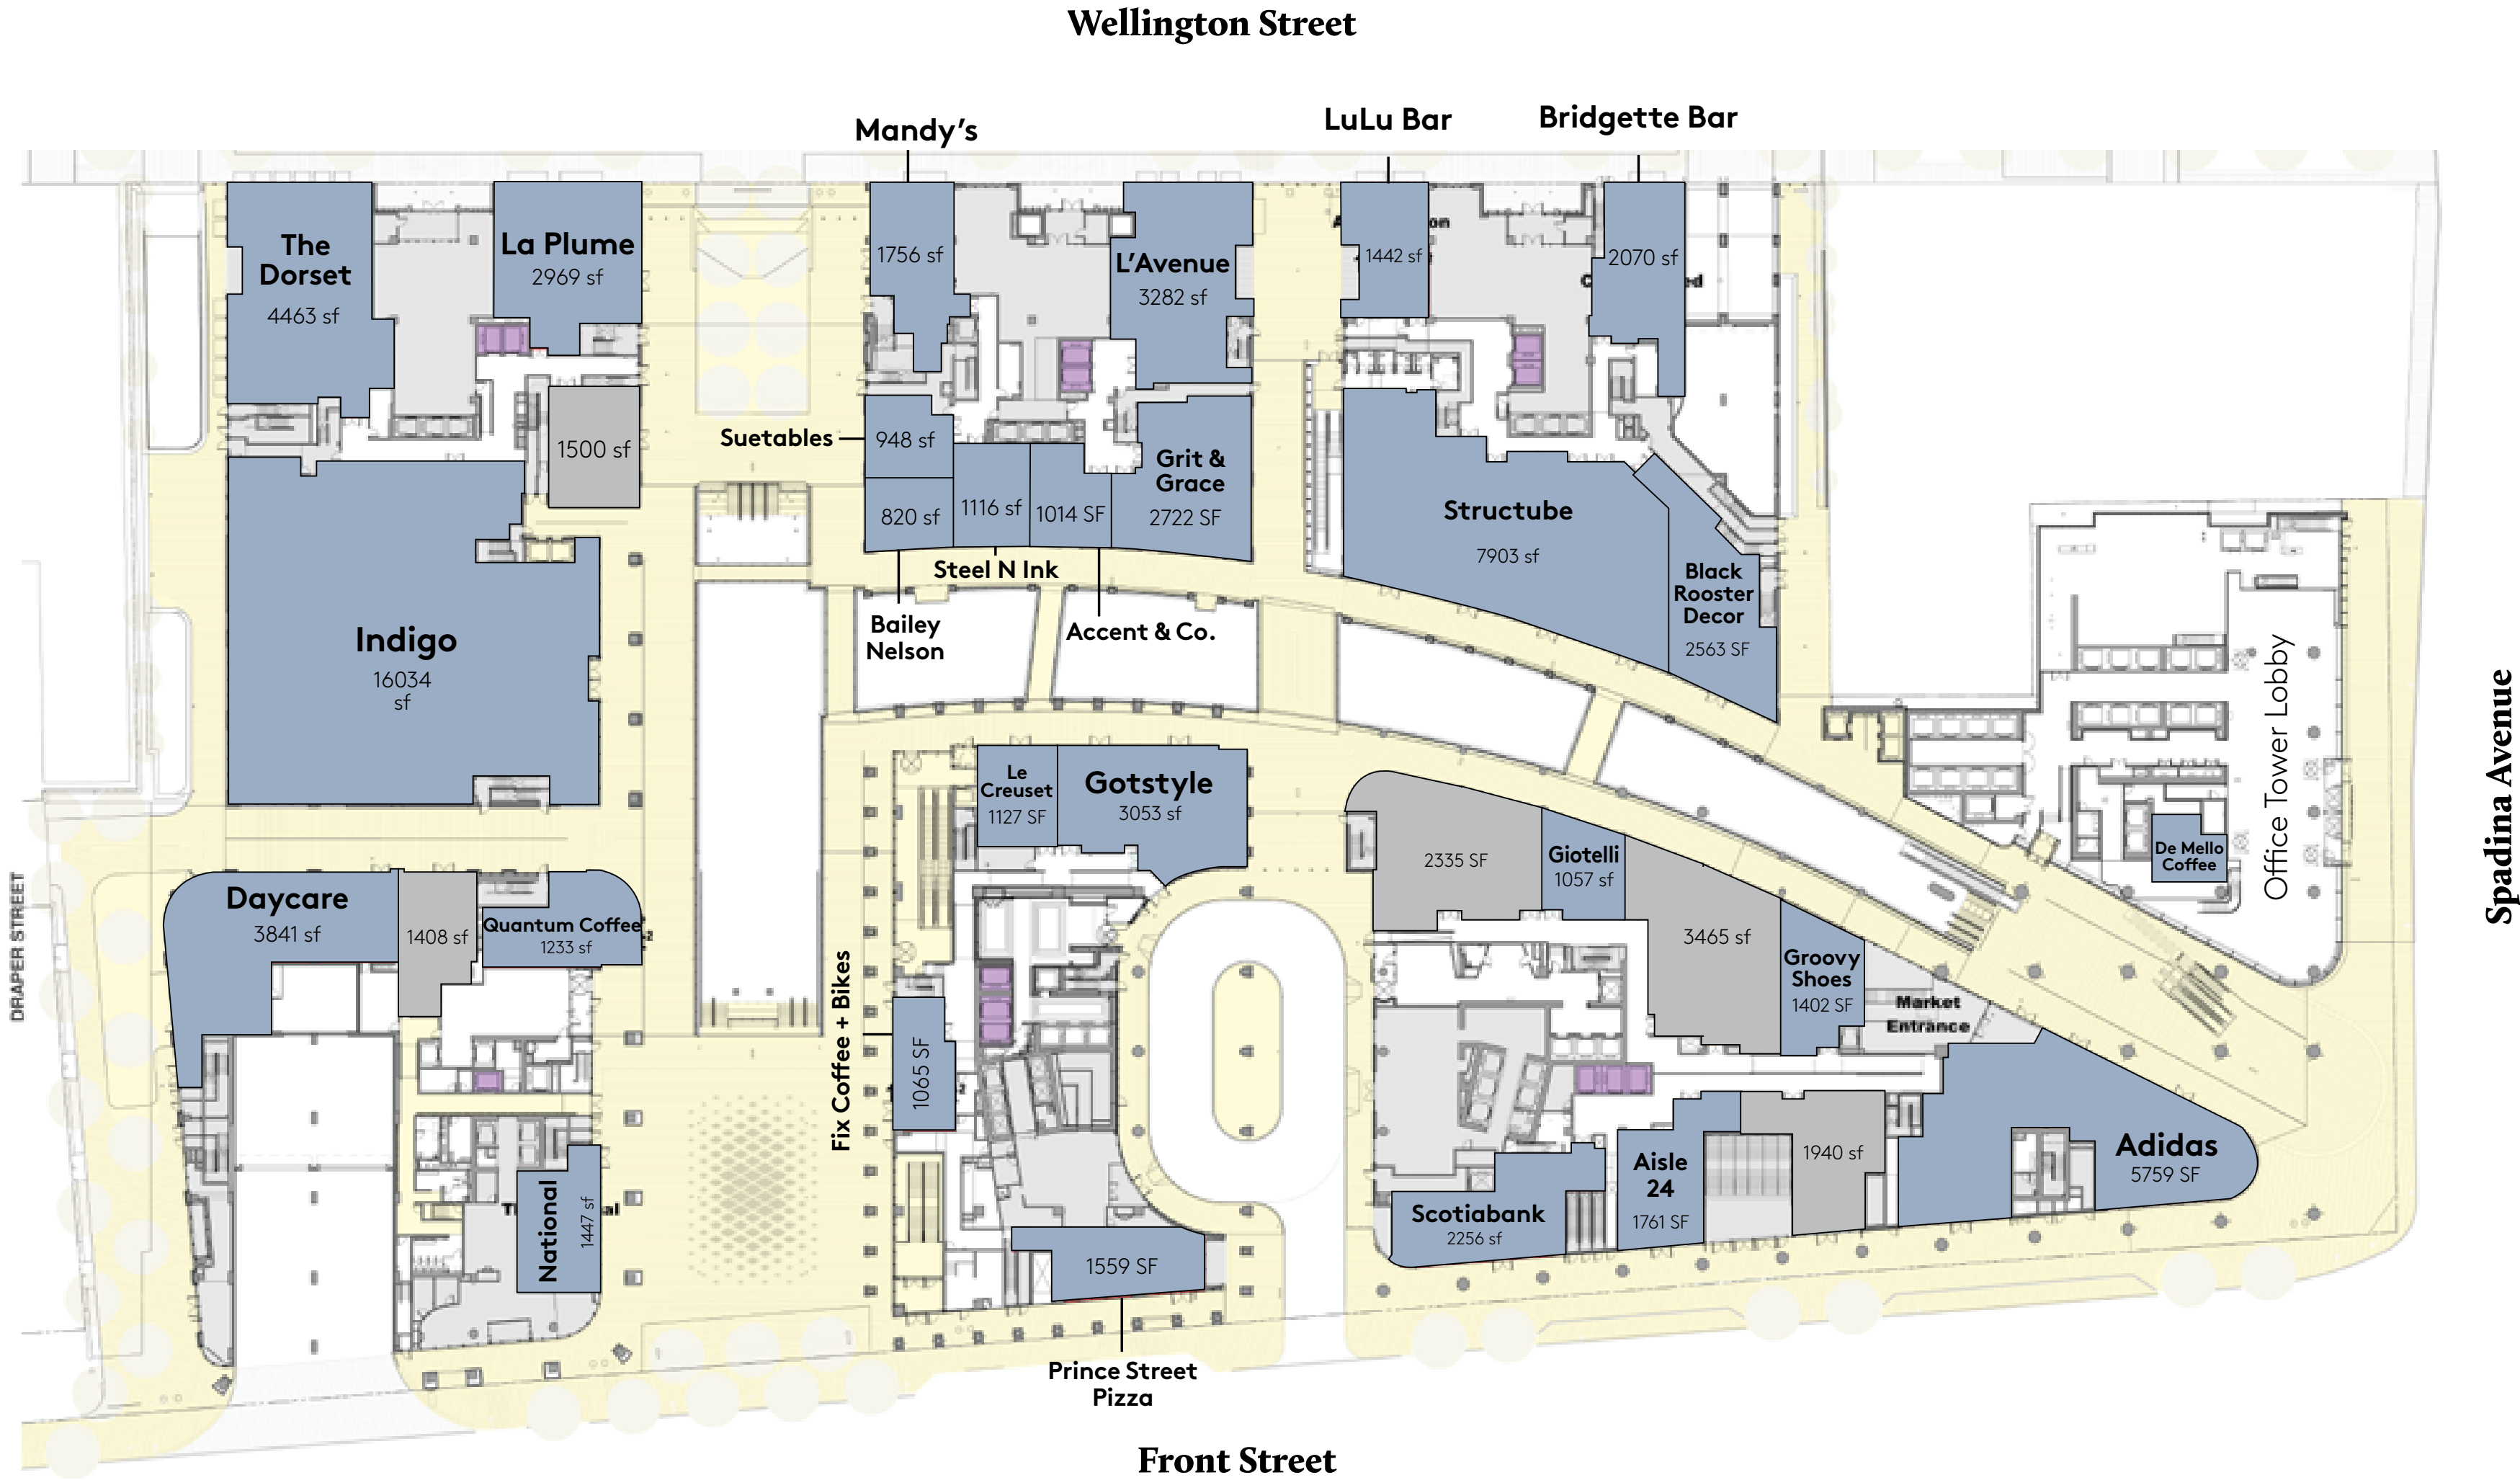 Wellington Street
Mandy's
LuLu Bar
Bridgette Bar
The
Dorset
4463 sf
La Plume
2969 sf
1756 sf
L'Avenue
3282 sf
1442 sf
2070 sf
1500 sf
Suetables
948 sf
820 sf
1116 sf
1014 SF
Grit &
Grace
2722 SF
Steel N Ink
Bailey
Nelson
Accent & Co.
Structube
7903 sf
Black
Rooster
Decor
2563 SF
Indigo
16034
sf
Le
Creuset
1127 SF
Gotstyle
3053 sf
2335 SF
Giotelli
1057 sf
3465 sf
Groovy
Shoes
1402 SF
Market
Entrance
De Mello
Coffee
Office Tower Lobby
Spadina Avenue
DRAPER STREET
Daycare
3841 sf
1408 sf
Quantum Coffee
1233 sf
Fix Coffee + Bikes
1065 SF
National
1447 sf
1559 SF
Prince Street
Pizza
Scotiabank
2256 sf
Aisle
24
1761 SF
1940 sf
Adidas
5759 SF
Front Street